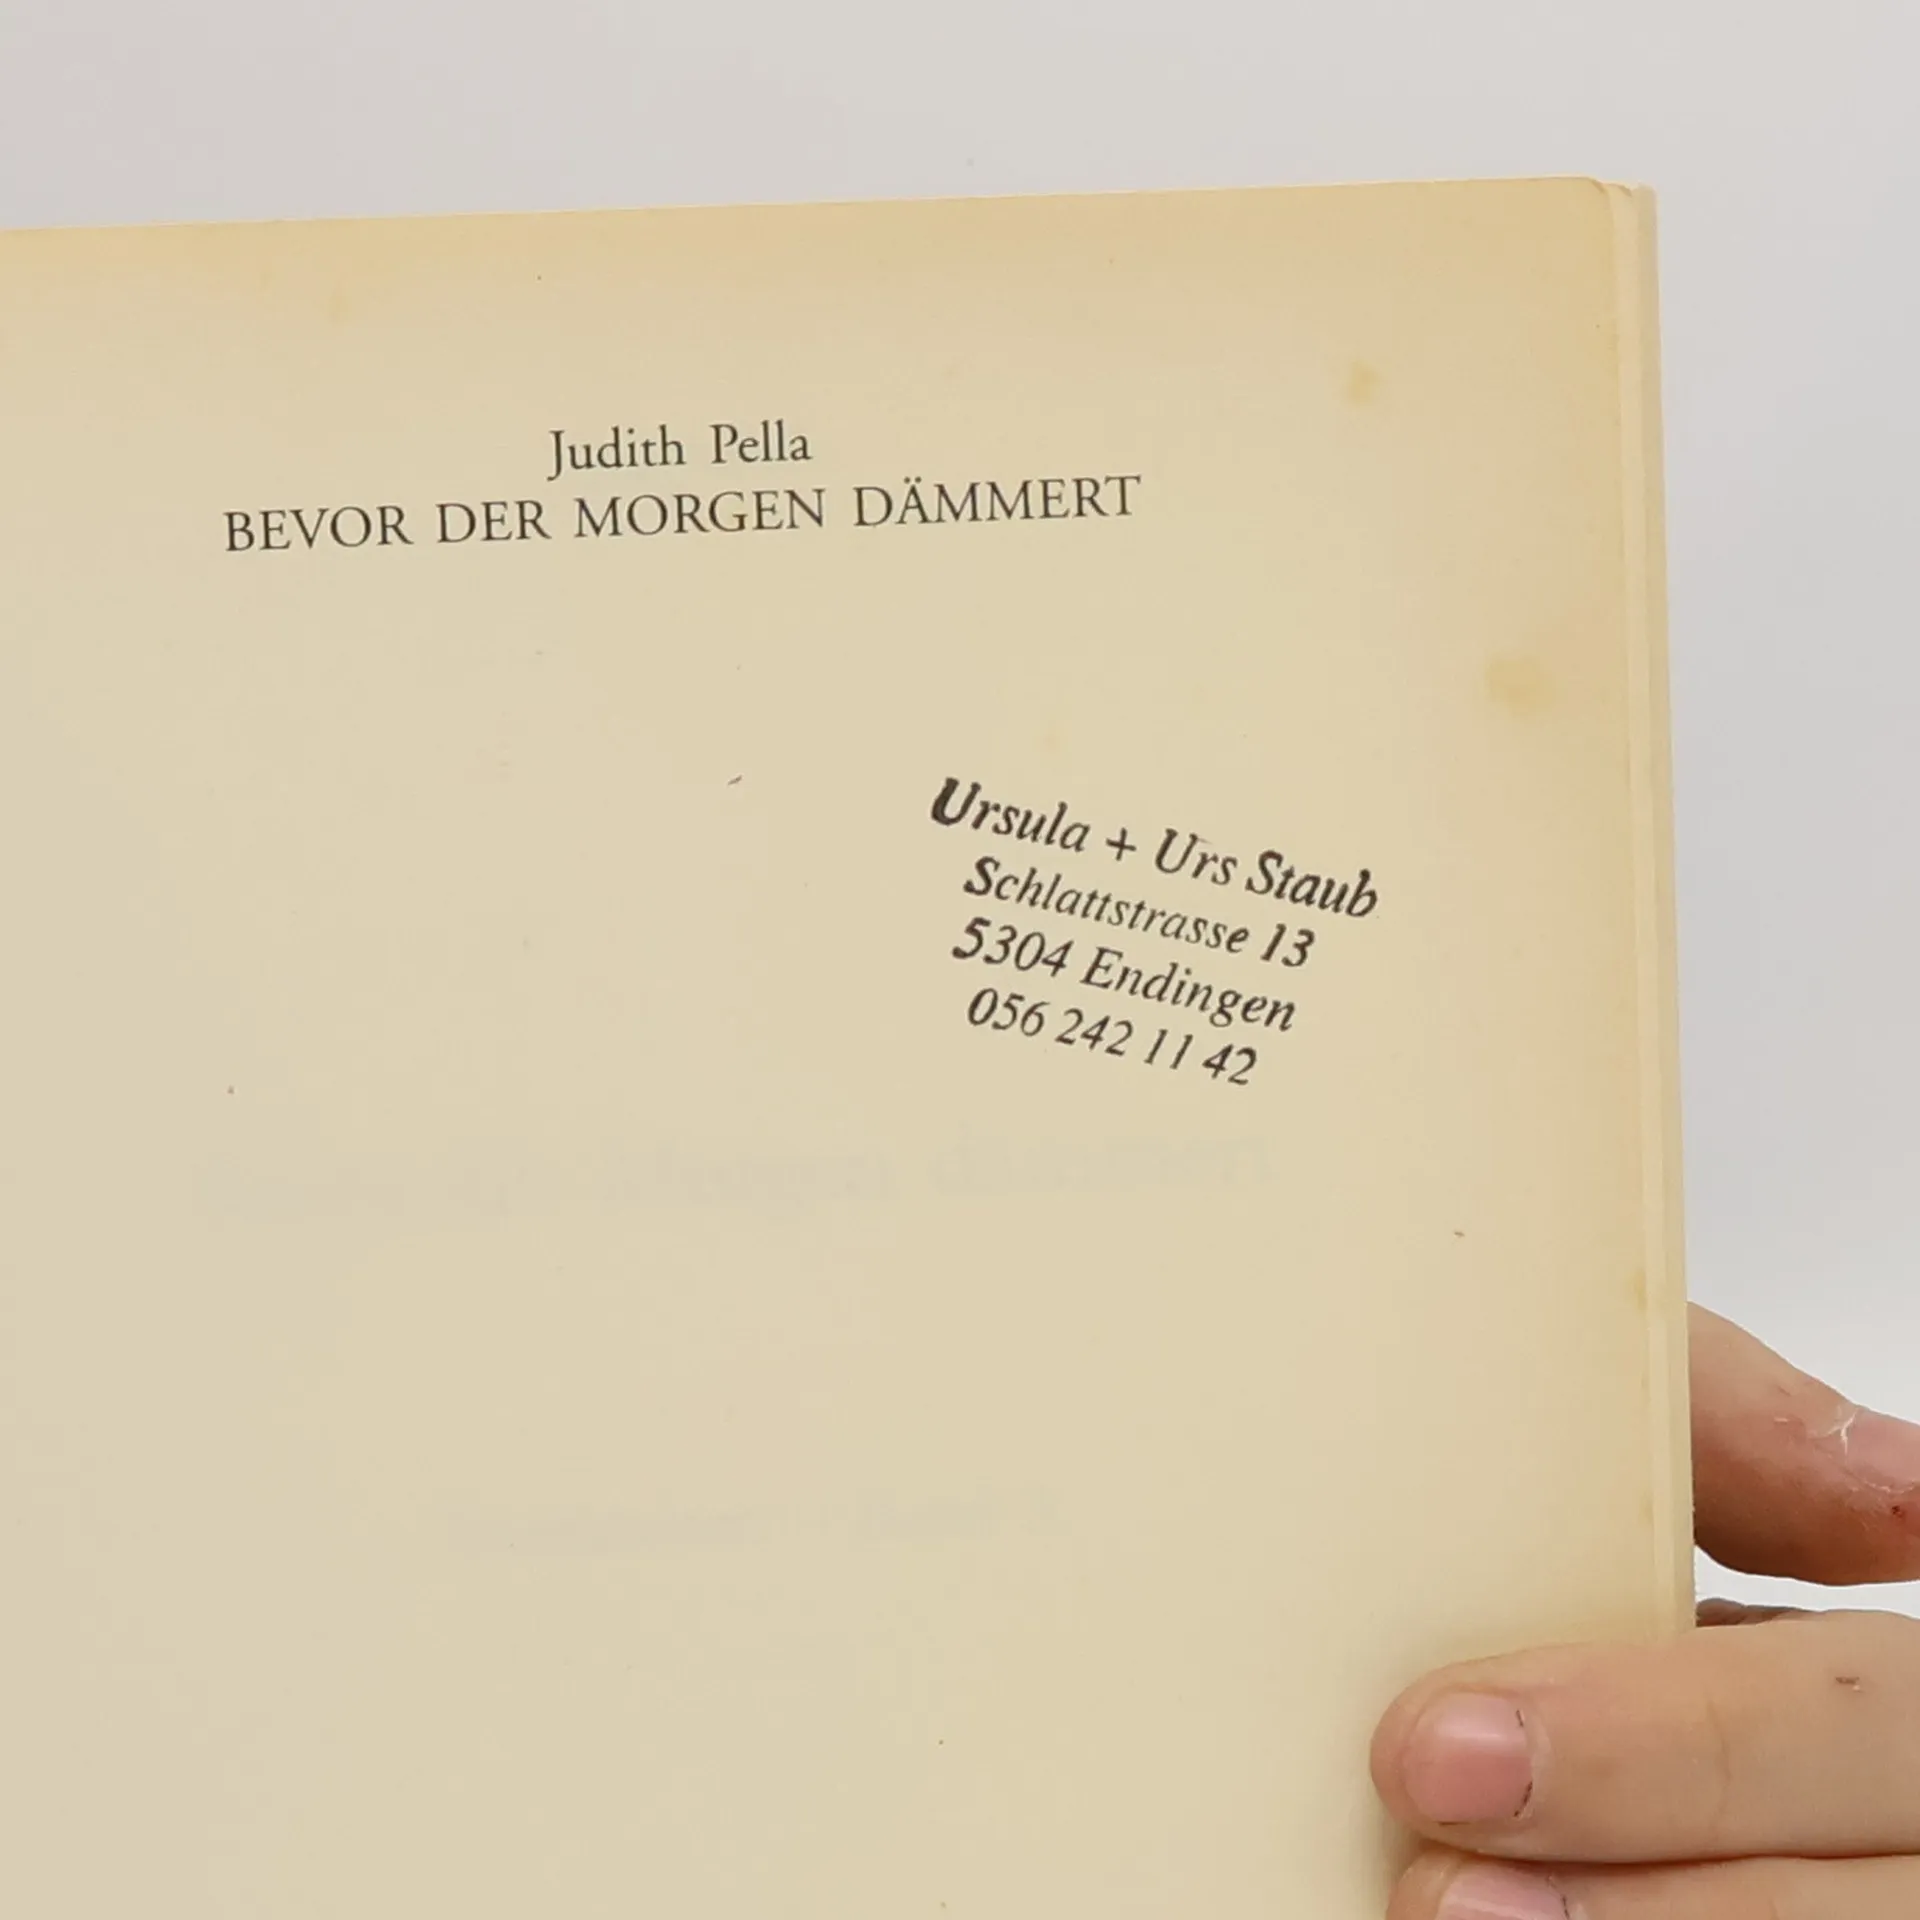 Judith Pella
BEVOR DER MORGEN DÄMMERT
Ursula + Urs Staub
Schlattstrasse 13
5304 Endingen
056 242 11 42